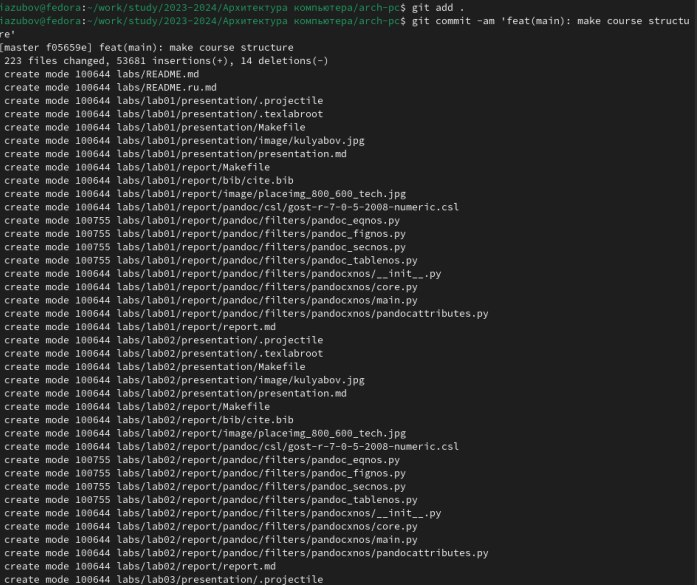 iazubov@fedora:~/work/study/2023-2024/Архитектура компьютера/arch-pc$ git add .
iazubov@fedora:~/work/study/2023-2024/Архитектура компьютера/arch-pc$ git commit -am 'feat(main): make course structu
re'
[master f05659e] feat(main): make course structure
 223 files changed, 53681 insertions(+), 14 deletions(-)
 create mode 100644 labs/README.md
 create mode 100644 labs/README.ru.md
 create mode 100644 labs/lab01/presentation/.projectile
 create mode 100644 labs/lab01/presentation/.texlabroot
 create mode 100644 labs/lab01/presentation/Makefile
 create mode 100644 labs/lab01/presentation/image/kulyabov.jpg
 create mode 100644 labs/lab01/presentation/presentation.md
 create mode 100644 labs/lab01/report/Makefile
 create mode 100644 labs/lab01/report/bib/cite.bib
 create mode 100644 labs/lab01/report/image/placeimg_800_600_tech.jpg
 create mode 100644 labs/lab01/report/pandoc/csl/gost-r-7-0-5-2008-numeric.csl
 create mode 100755 labs/lab01/report/pandoc/filters/pandoc_eqnos.py
 create mode 100755 labs/lab01/report/pandoc/filters/pandoc_fignos.py
 create mode 100755 labs/lab01/report/pandoc/filters/pandoc_secnos.py
 create mode 100755 labs/lab01/report/pandoc/filters/pandoc_tablenos.py
 create mode 100644 labs/lab01/report/pandoc/filters/pandocxnos/__init__.py
 create mode 100644 labs/lab01/report/pandoc/filters/pandocxnos/core.py
 create mode 100644 labs/lab01/report/pandoc/filters/pandocxnos/main.py
 create mode 100644 labs/lab01/report/pandoc/filters/pandocxnos/pandocattributes.py
 create mode 100644 labs/lab01/report/report.md
 create mode 100644 labs/lab02/presentation/.projectile
 create mode 100644 labs/lab02/presentation/.texlabroot
 create mode 100644 labs/lab02/presentation/Makefile
 create mode 100644 labs/lab02/presentation/image/kulyabov.jpg
 create mode 100644 labs/lab02/presentation/presentation.md
 create mode 100644 labs/lab02/report/Makefile
 create mode 100644 labs/lab02/report/bib/cite.bib
 create mode 100644 labs/lab02/report/image/placeimg_800_600_tech.jpg
 create mode 100644 labs/lab02/report/pandoc/csl/gost-r-7-0-5-2008-numeric.csl
 create mode 100755 labs/lab02/report/pandoc/filters/pandoc_eqnos.py
 create mode 100755 labs/lab02/report/pandoc/filters/pandoc_fignos.py
 create mode 100755 labs/lab02/report/pandoc/filters/pandoc_secnos.py
 create mode 100755 labs/lab02/report/pandoc/filters/pandoc_tablenos.py
 create mode 100644 labs/lab02/report/pandoc/filters/pandocxnos/__init__.py
 create mode 100644 labs/lab02/report/pandoc/filters/pandocxnos/core.py
 create mode 100644 labs/lab02/report/pandoc/filters/pandocxnos/main.py
 create mode 100644 labs/lab02/report/pandoc/filters/pandocxnos/pandocattributes.py
 create mode 100644 labs/lab02/report/report.md
 create mode 100644 labs/lab03/presentation/.projectile